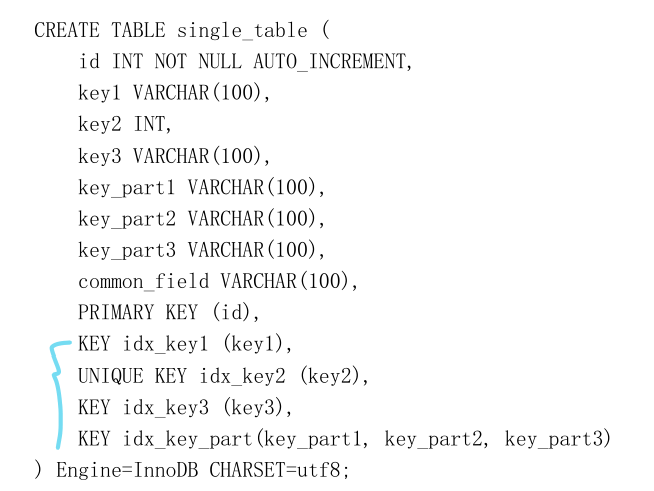 CREATE TABLE single_table (
id INT NOT NULL AUTO_INCREMENT,
key1 VARCHAR(100),
key2 INT,
key3 VARCHAR(100),
key_part1 VARCHAR(100),
key_part2 VARCHAR(100),
key_part3 VARCHAR(100),
common_field VARCHAR(100),
PRIMARY KEY (id),
KEY idx_key1 (key1),
UNIQUE KEY idx_key2 (key2),
KEY idx_key3 (key3),
KEY idx_key_part(key_part1, key_part2, key_part3)
) Engine=InnoDB CHARSET=utf8;